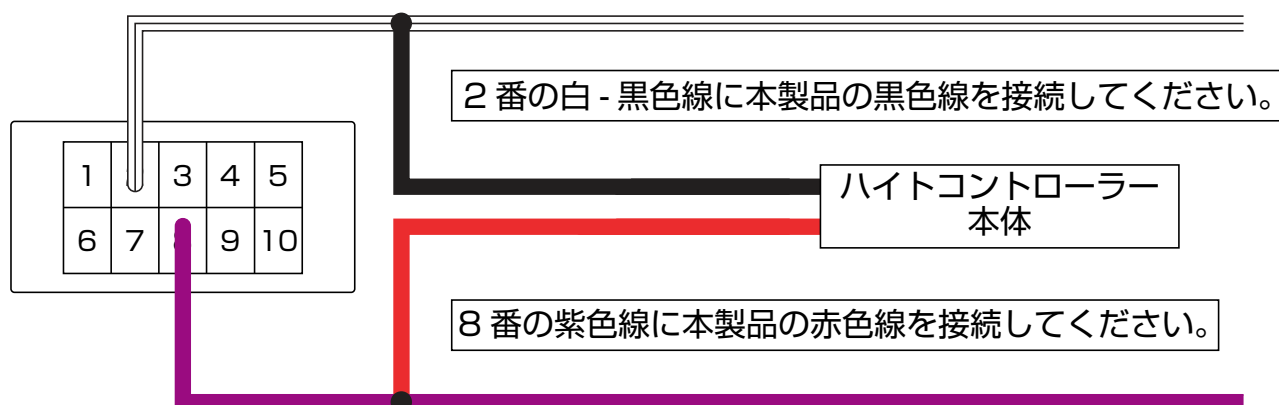 2 番の白 - 黒色線に本製品の黒色線を接続してください。
1 2 3 4 5
6 7 8 9 10
ハイトコントローラー
本体
8 番の紫色線に本製品の赤色線を接続してください。